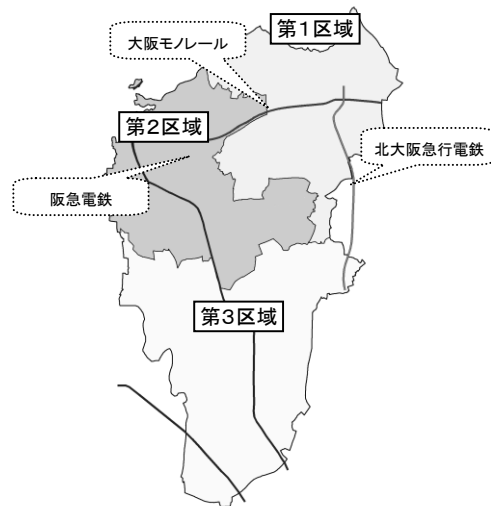 第1区域
大阪モノレール
第2区域
北大阪急行電鉄
阪急電鉄
第3区域